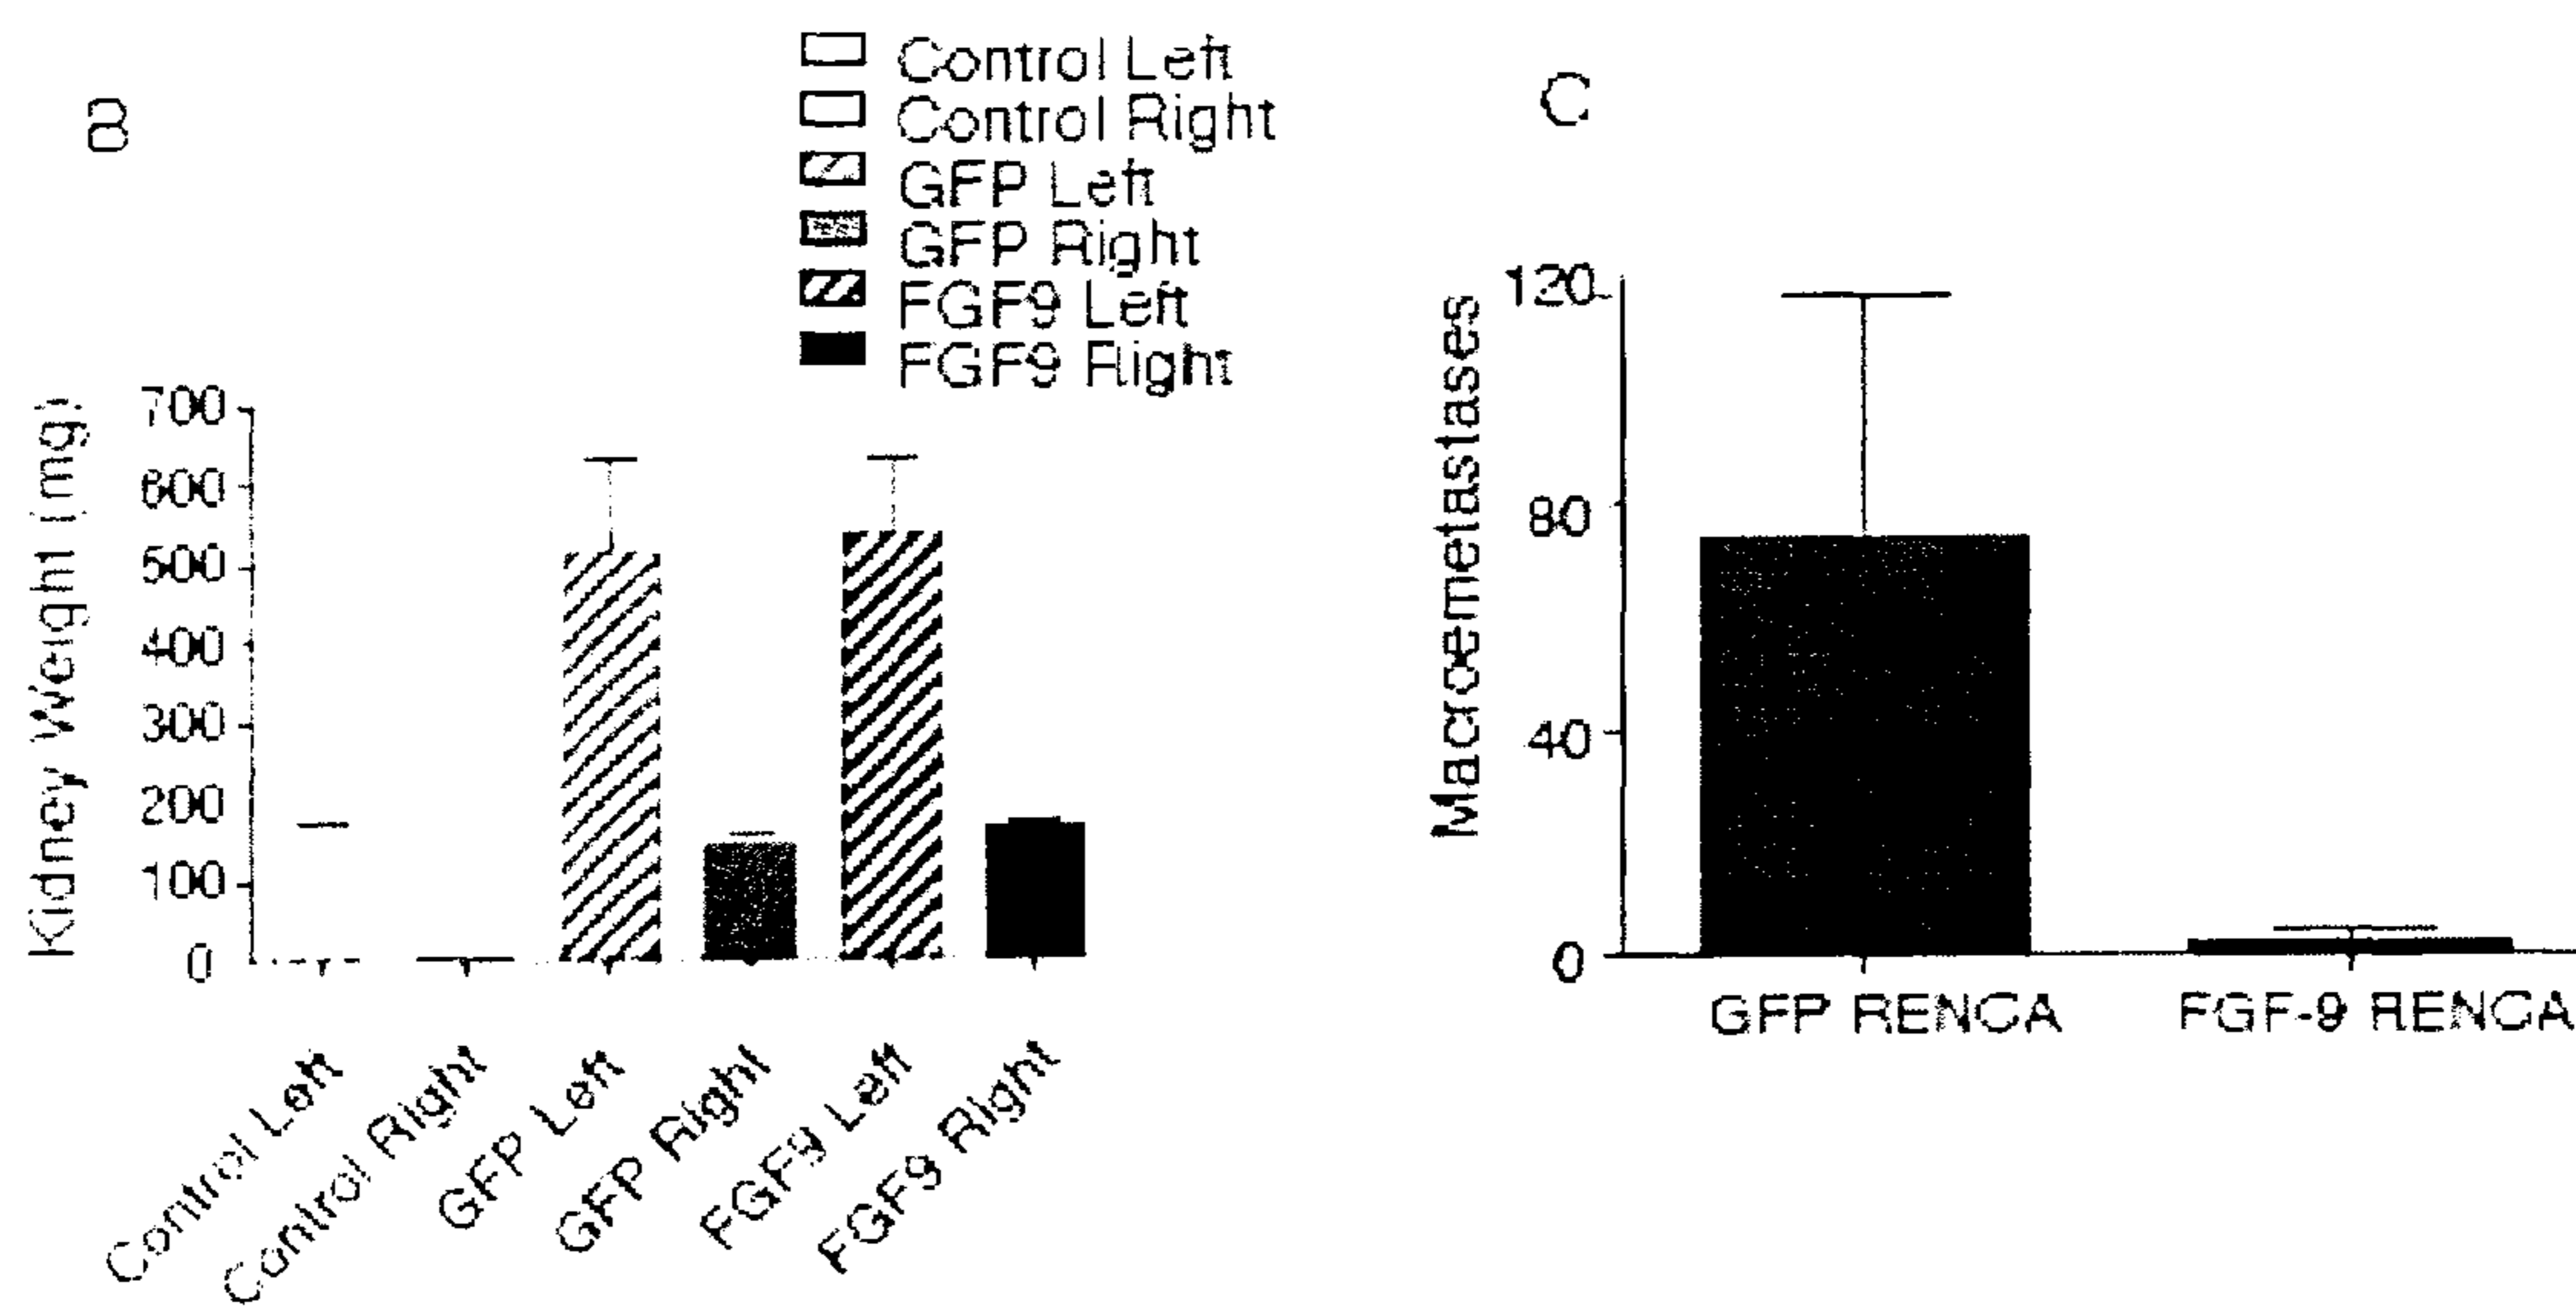 B
Control Left
Control Right
GFP Left
GFP Right
FGF9 Left
FGF9 Right
Kidney Weight (mg)
700
600
500
400
300
200
100
0
Control Left
Control Right
GFP Left
GFP Right
FGF9 Left
FGF9 Right
C
Macroemetastases
120
80
40
0
GFP RENCA
FGF-9 RENCA